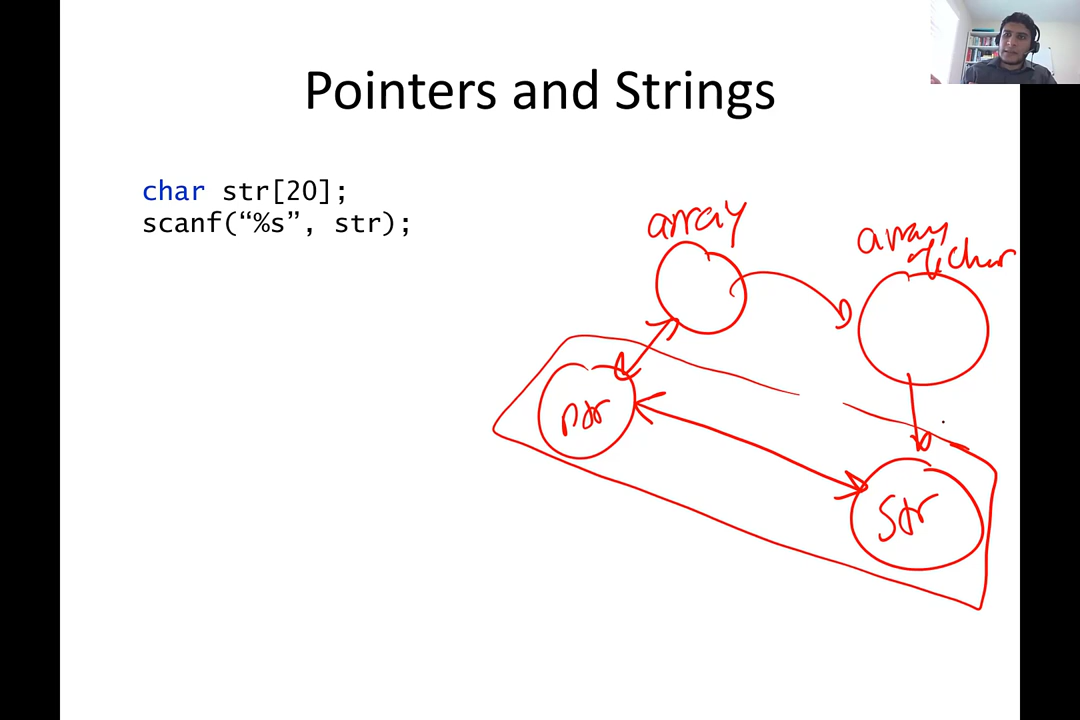 Pointers and Strings
char str[20];
scanf(“%s”, str);
array
array
of char
ptr
str